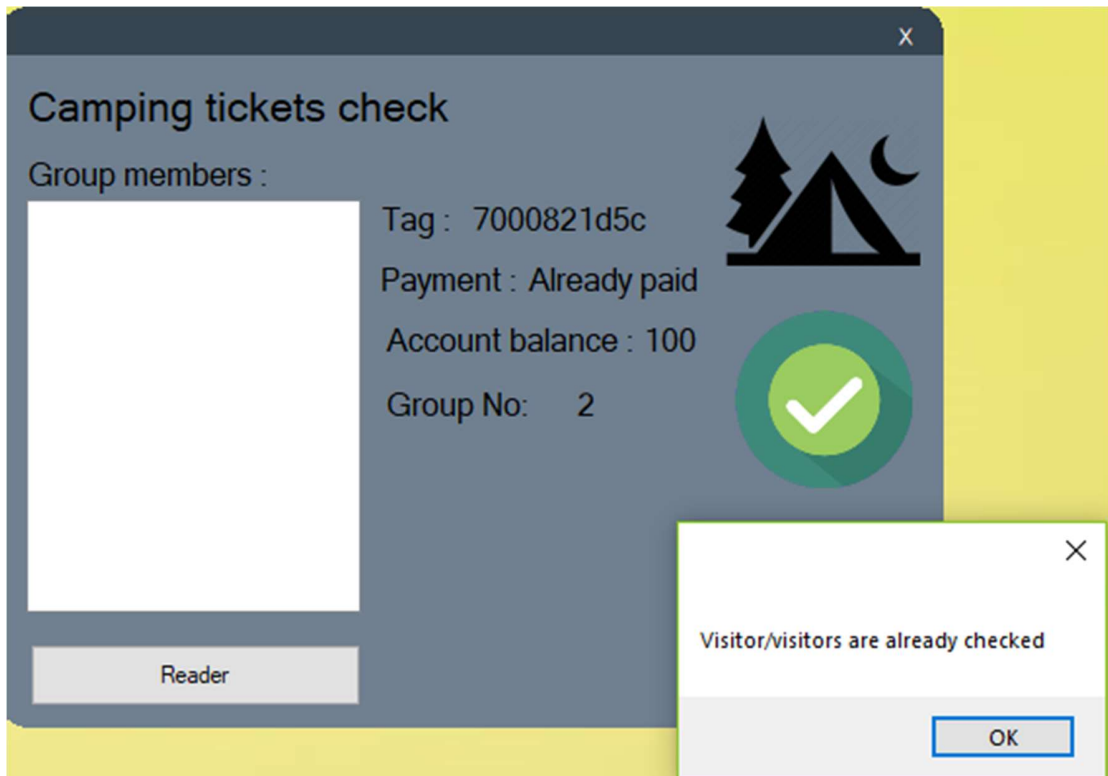 X
Camping tickets check
Group members :
Tag : 7000821d5c
Payment : Already paid
Account balance : 100
Group No: 2
Reader
Visitor/visitors are already checked
OK